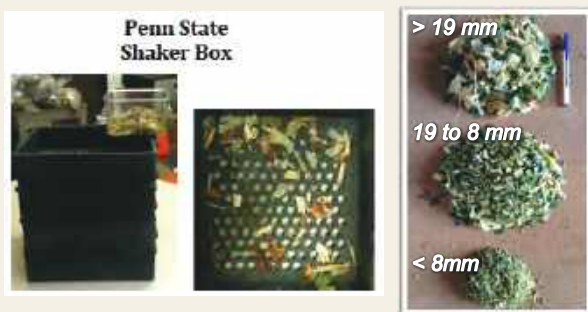 Penn State
Shaker Box
> 19 mm
19 to 8 mm
< 8mm